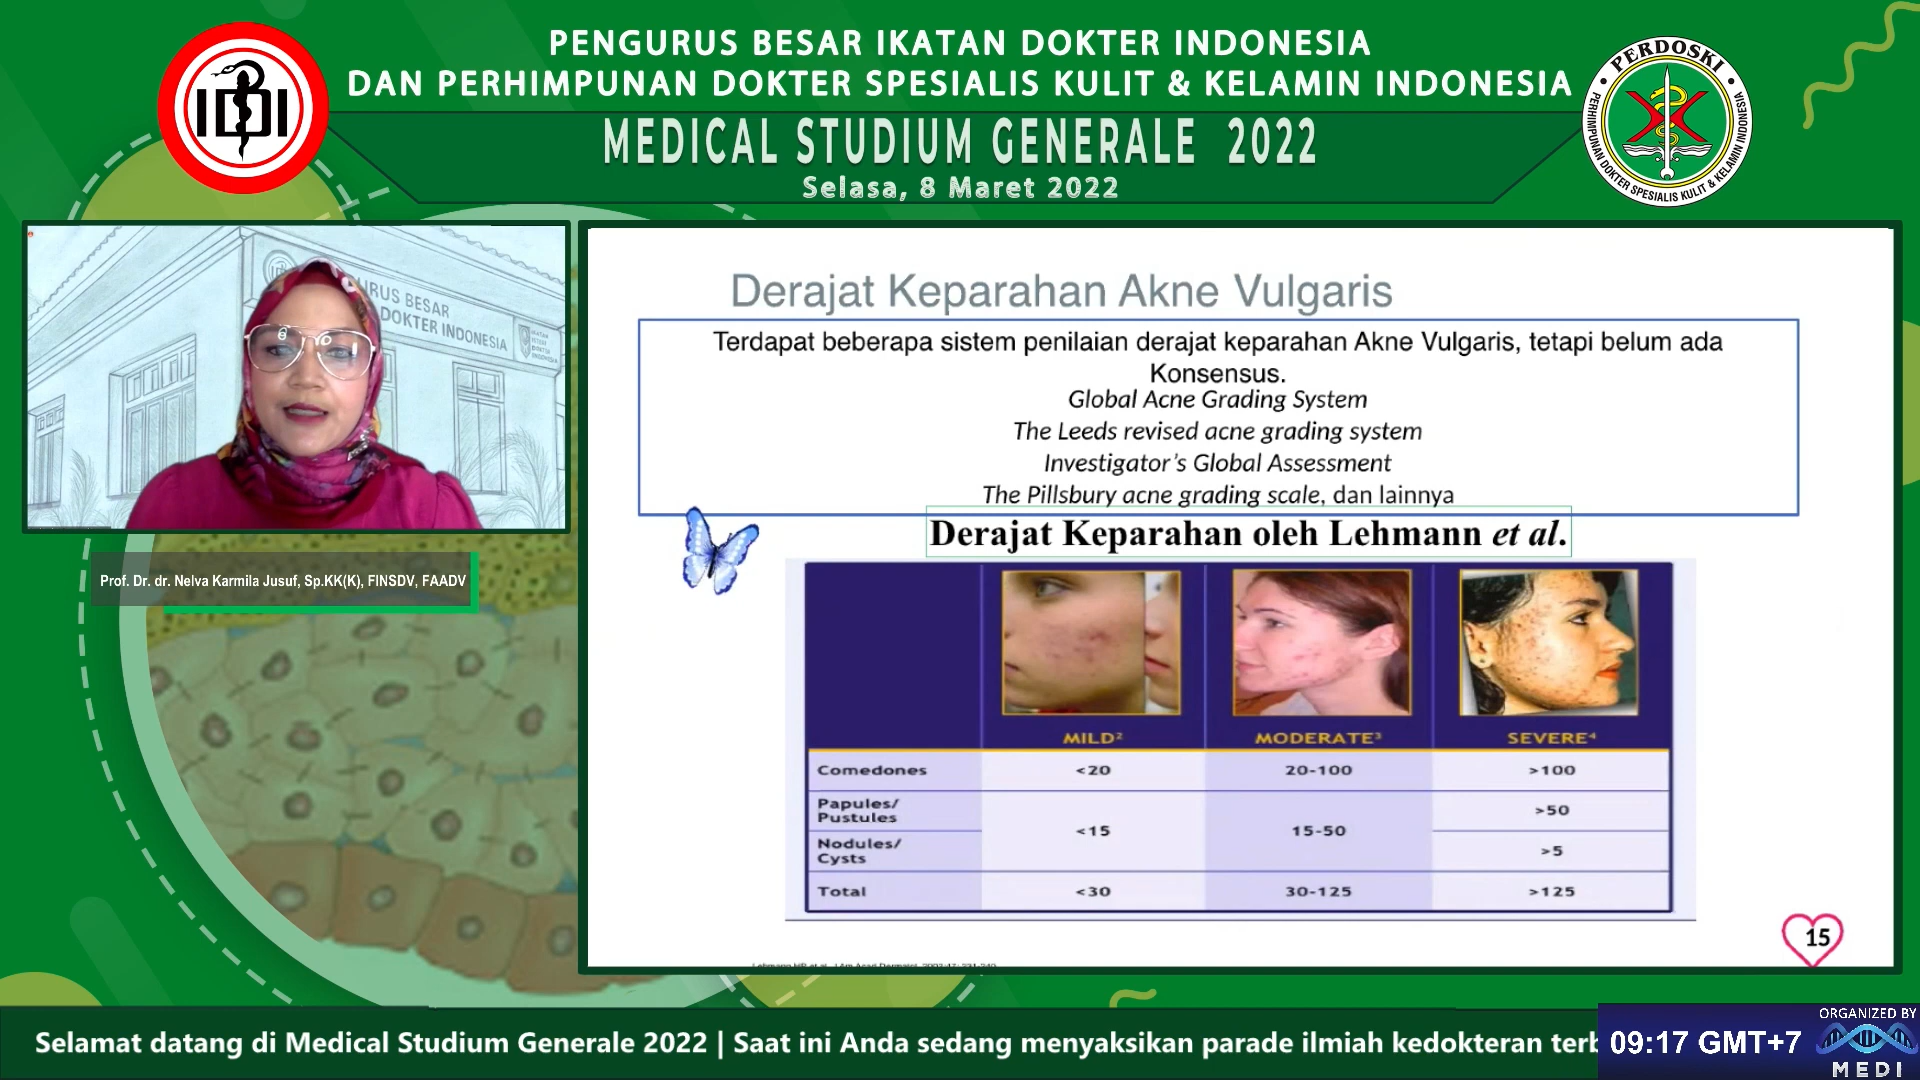 PENGURUS BESAR IKATAN DOKTER INDONESIA
DAN PERHIMPUNAN DOKTER SPESIALIS KULIT & KELAMIN INDONESIA
MEDICAL STUDIUM GENERALE 2022
Selasa, 8 Maret 2022
IDI
PERDOSKI
PERHIMPUNAN DOKTER SPESIALIS KULIT & KELAMIN INDONESIA
URUS BESAR
DOKTER INDONESIA
Prof. Dr. dr. Nelva Karmila Jusuf, Sp.KK(K), FINSDV, FAADV
Derajat Keparahan Akne Vulgaris
Terdapat beberapa sistem penilaian derajat keparahan Akne Vulgaris, tetapi belum ada
Konsensus.
Global Acne Grading System
The Leeds revised acne grading system
Investigator's Global Assessment
The Pillsbury acne grading scale, dan lainnya
Derajat Keparahan oleh Lehmann et al.
MILD² MODERATE³ SEVERE⁴
Comedones <20 20-100 >100
Papules/
Pustules >50
<15 15-50
Nodules/
Cysts >5
Total <30 30-125 >125
15
Selamat datang di Medical Studium Generale 2022 | Saat ini Anda sedang menyaksikan parade ilmiah kedokteran terb
09:17 GMT+7
ORGANIZED BY
MEDI